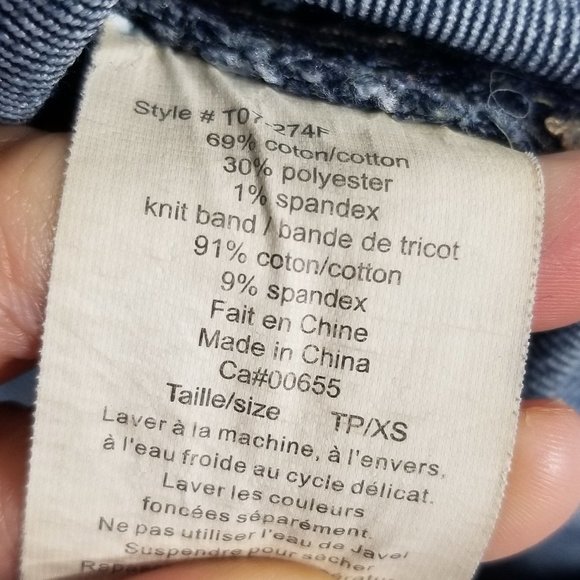 Style # T07-274F
69% coton/cotton
30% polyester
1% spandex
knit band / bande de tricot
91% coton/cotton
9% spandex
Fait en Chine
Made in China
Ca#00655
Taille/size TP/XS
Laver à la machine, à l'envers,
à l'eau froide au cycle délicat.
Laver les couleurs
foncées séparément.
Ne pas utiliser l'eau de Javel
Suspendre pour sécher